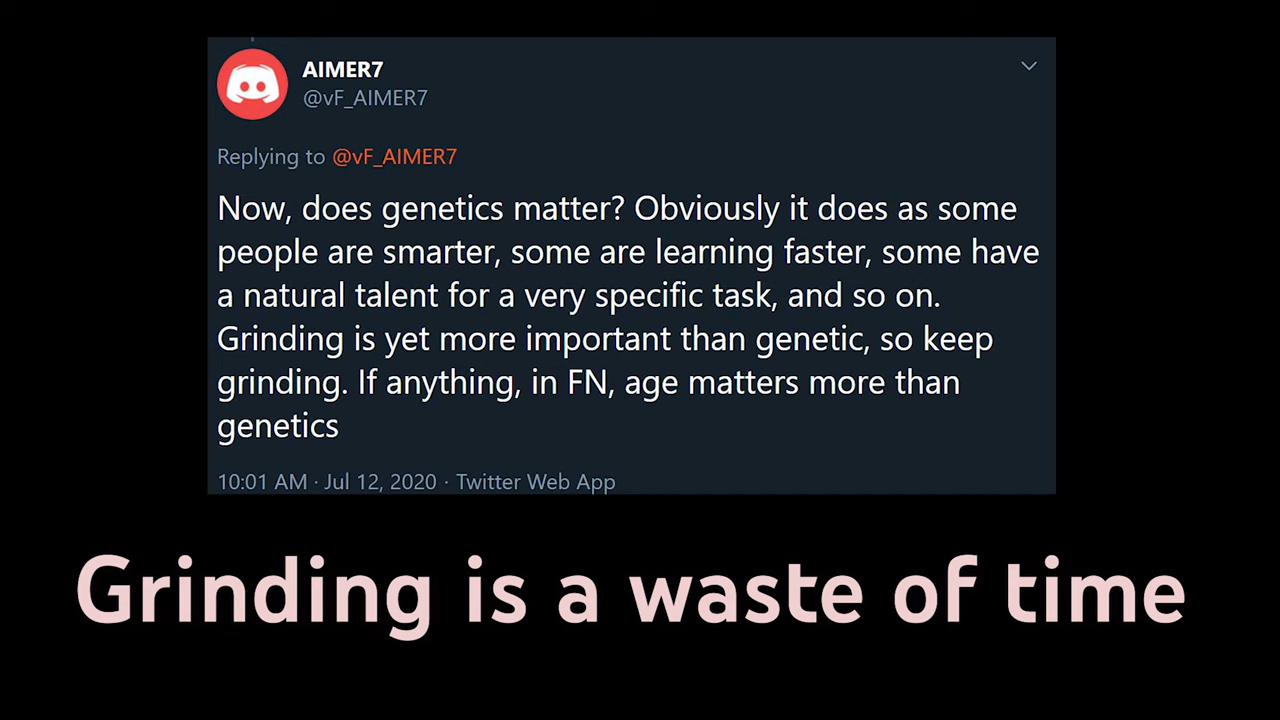 AIMER7
@vF_AIMER7
Replying to @vF_AIMER7
Now, does genetics matter? Obviously it does as some
people are smarter, some are learning faster, some have
a natural talent for a very specific task, and so on.
Grinding is yet more important than genetic, so keep
grinding. If anything, in FN, age matters more than
genetics
10:01 AM · Jul 12, 2020 · Twitter Web App
Grinding is a waste of time